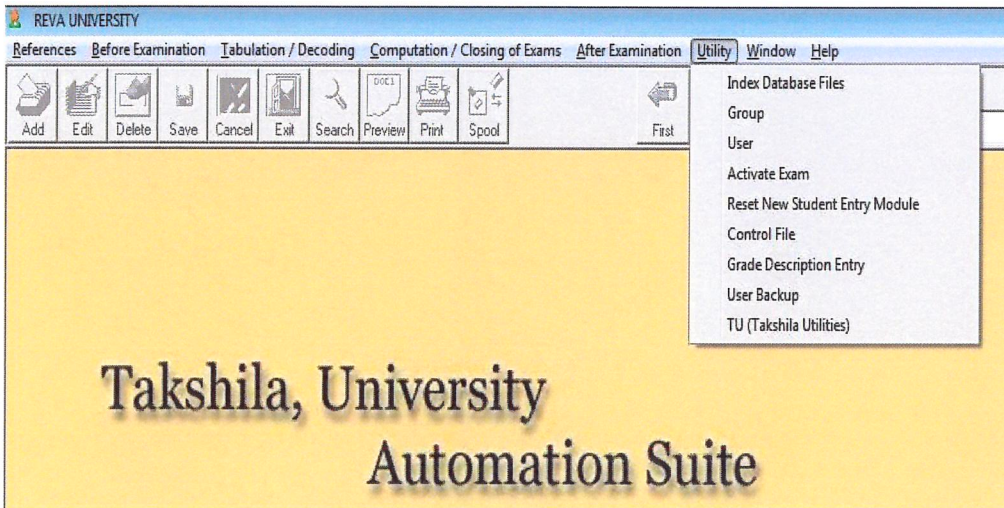 REVA UNIVERSITY
References Before Examination Tabulation / Decoding Computation / Closing of Exams After Examination Utility Window Help
DOC1
Add Edit Delete Save Cancel Exit Search Preview Print Spool First
Index Database Files
Group
User
Activate Exam
Reset New Student Entry Module
Control File
Grade Description Entry
User Backup
TU (Takshila Utilities)
Takshila, University
Automation Suite